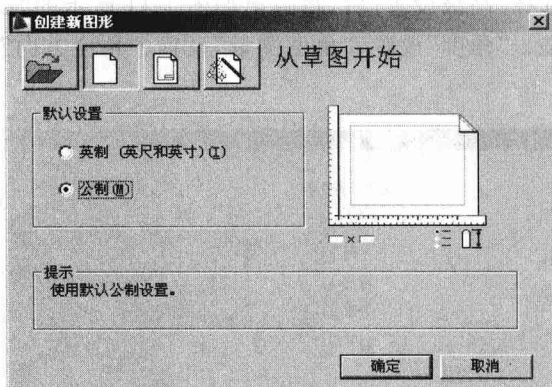 创建新图形
从草图开始
默认设置
英制（英尺和英寸）(I)
公制(M)
提示
使用默认公制设置。
确定
取消